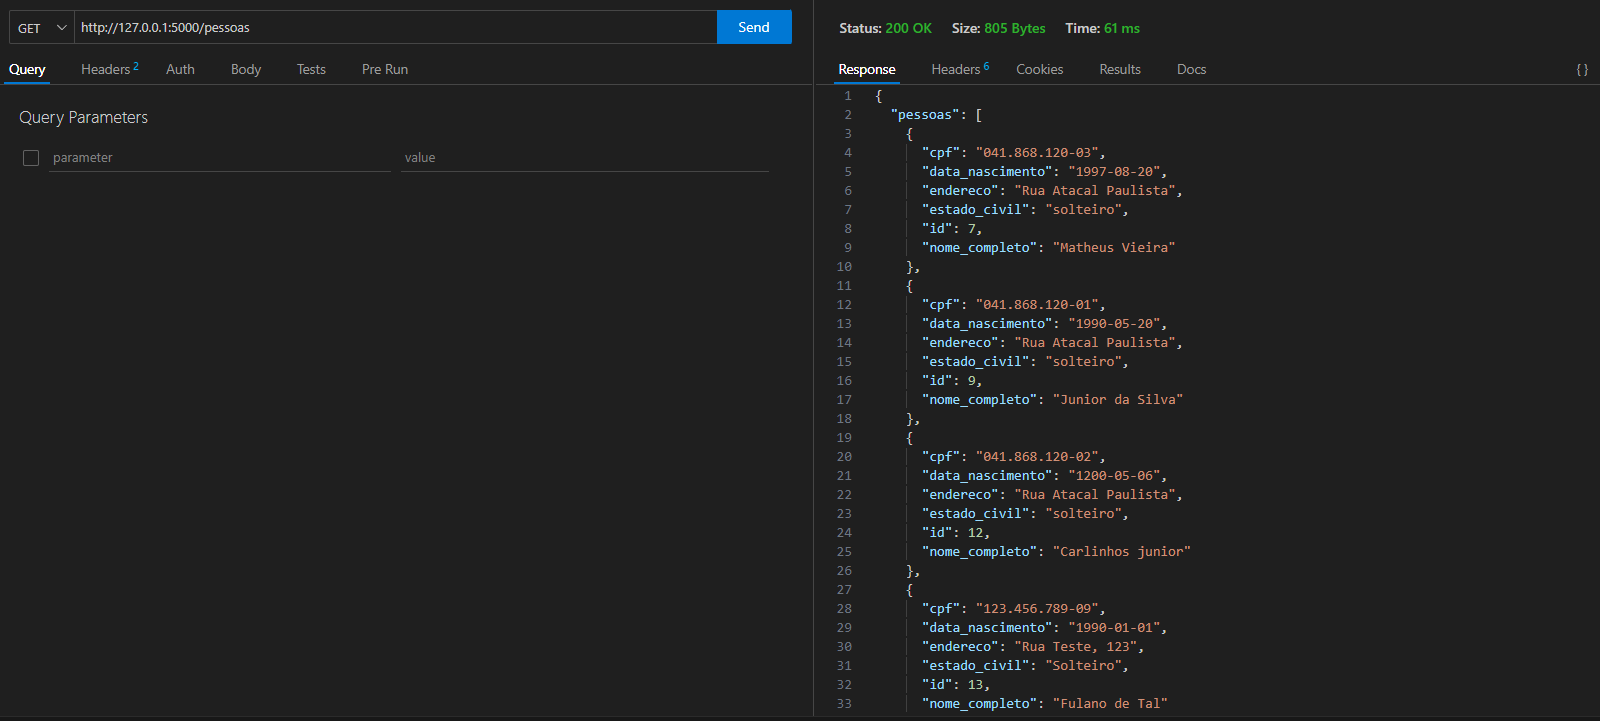 GET http://127.0.0.1:5000/pessoas Send
Query Headers 2 Auth Body Tests Pre Run
Query Parameters
parameter value
Status: 200 OK Size: 805 Bytes Time: 61 ms
Response Headers 6 Cookies Results Docs { }
1 {
2 "pessoas": [
3 {
4 "cpf": "041.868.120-03",
5 "data_nascimento": "1997-08-20",
6 "endereco": "Rua Atacal Paulista",
7 "estado_civil": "solteiro",
8 "id": 7,
9 "nome_completo": "Matheus Vieira"
10 },
11 {
12 "cpf": "041.868.120-01",
13 "data_nascimento": "1990-05-20",
14 "endereco": "Rua Atacal Paulista",
15 "estado_civil": "solteiro",
16 "id": 9,
17 "nome_completo": "Junior da Silva"
18 },
19 {
20 "cpf": "041.868.120-02",
21 "data_nascimento": "1200-05-06",
22 "endereco": "Rua Atacal Paulista",
23 "estado_civil": "solteiro",
24 "id": 12,
25 "nome_completo": "Carlinhos junior"
26 },
27 {
28 "cpf": "123.456.789-09",
29 "data_nascimento": "1990-01-01",
30 "endereco": "Rua Teste, 123",
31 "estado_civil": "Solteiro",
32 "id": 13,
33 "nome_completo": "Fulano de Tal"